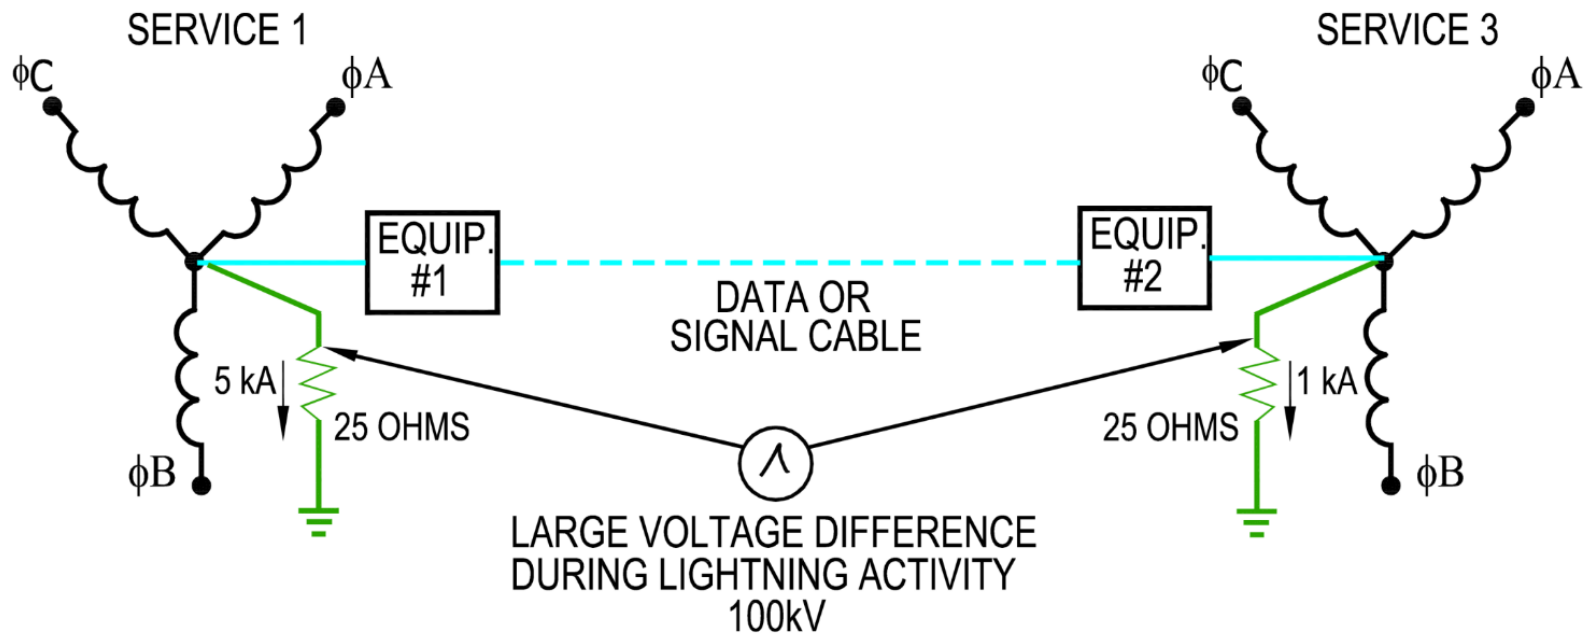 SERVICE 1
SERVICE 3
ϕC
ϕA
ϕC
ϕA
EQUIP.
#1
EQUIP.
#2
DATA OR
SIGNAL CABLE
5 kA
25 OHMS
25 OHMS
1 kA
ϕB
ϕB
LARGE VOLTAGE DIFFERENCE
DURING LIGHTNING ACTIVITY
100kV